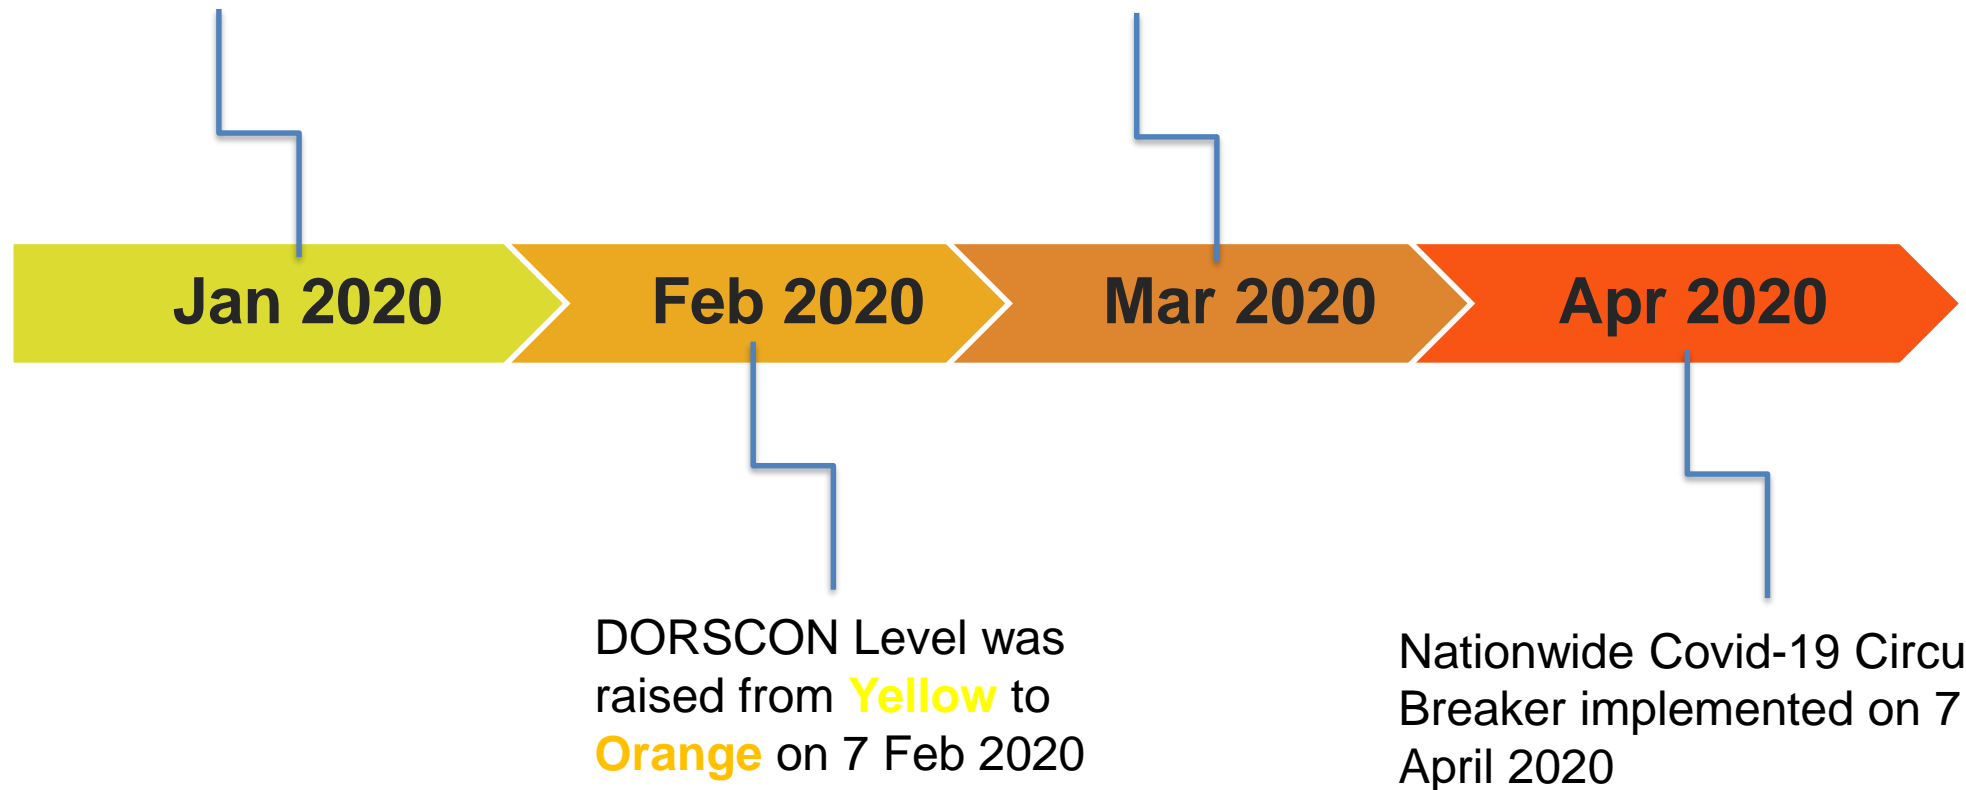 Jan 2020
Feb 2020
Mar 2020
Apr 2020
DORSCON Level was
raised from Yellow to
Orange on 7 Feb 2020
Nationwide Covid-19 Circu
Breaker implemented on 7
April 2020